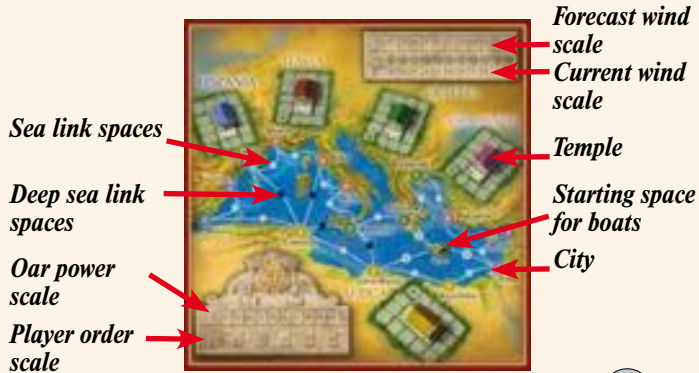 Forecast wind
scale
Current wind
scale
Sea link spaces
Temple
Deep sea link
spaces
Starting space
for boats
Oar power
scale
City
Player order
scale